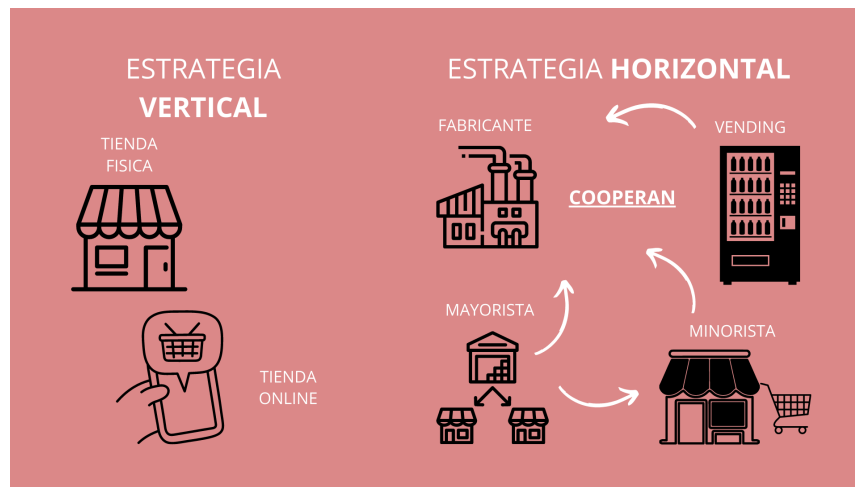 ESTRATEGIA
VERTICAL
TIENDA
FISICA
TIENDA
ONLINE
ESTRATEGIA HORIZONTAL
FABRICANTE
VENDING
COOPERAN
MAYORISTA
MINORISTA